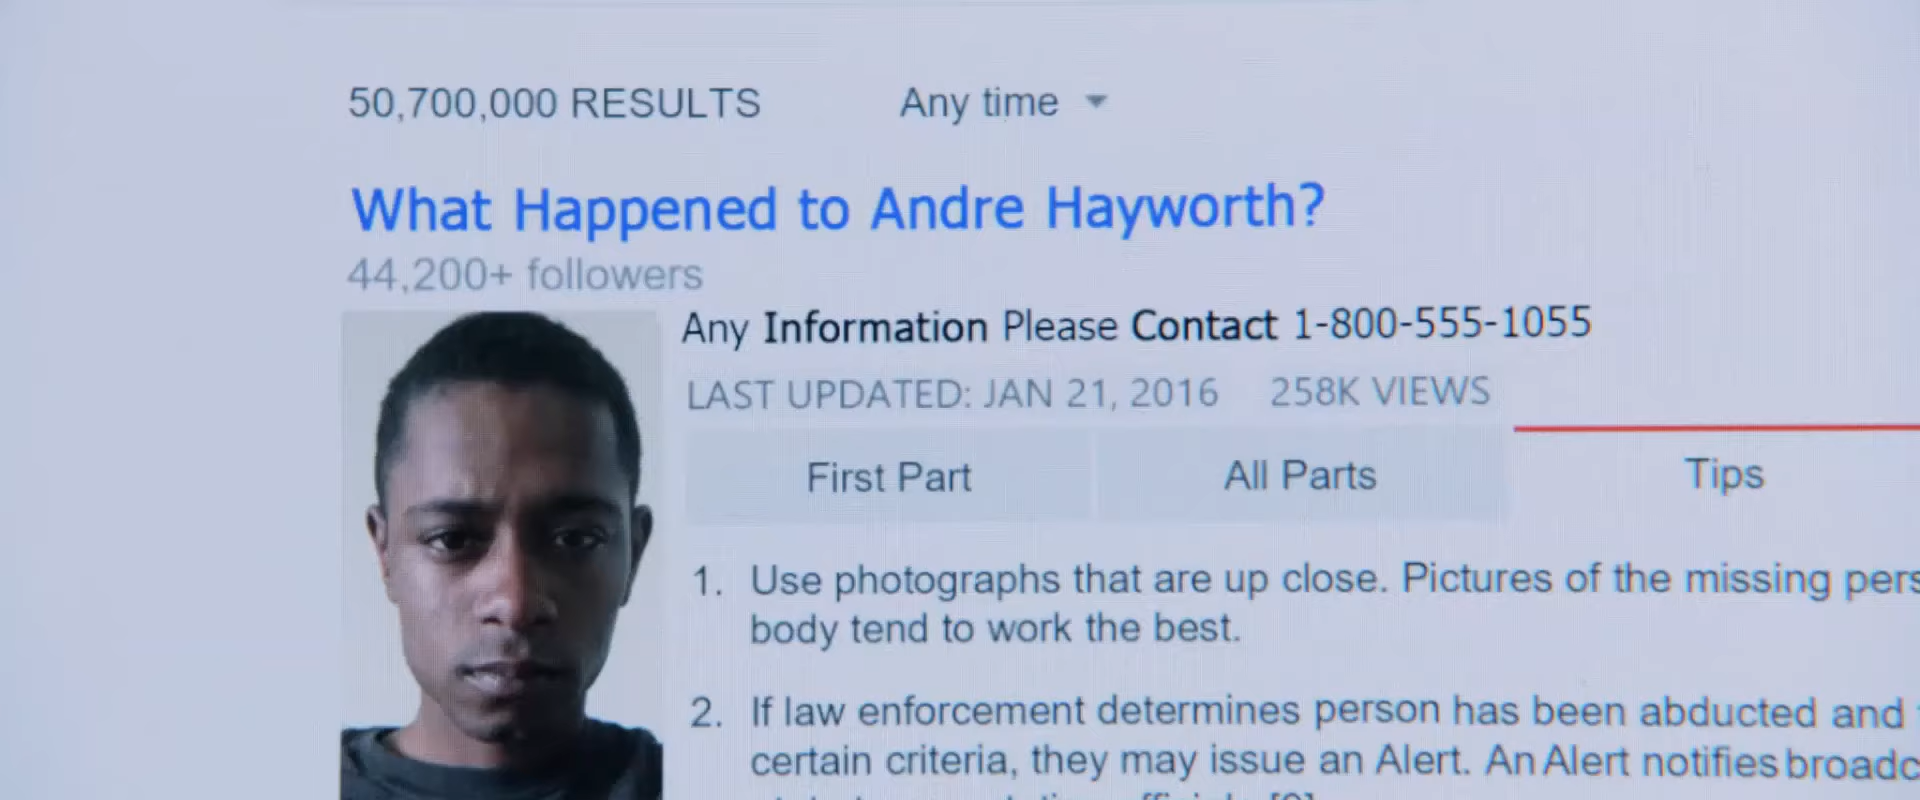 50,700,000 RESULTS Any time
What Happened to Andre Hayworth?
44,200+ followers
Any Information Please Contact 1-800-555-1055
LAST UPDATED: JAN 21, 2016 258K VIEWS
First Part All Parts Tips
1. Use photographs that are up close. Pictures of the missing
body tend to work the best.
2. If law enforcement determines person has been abducted and
certain criteria, they may issue an Alert. An Alert notifies